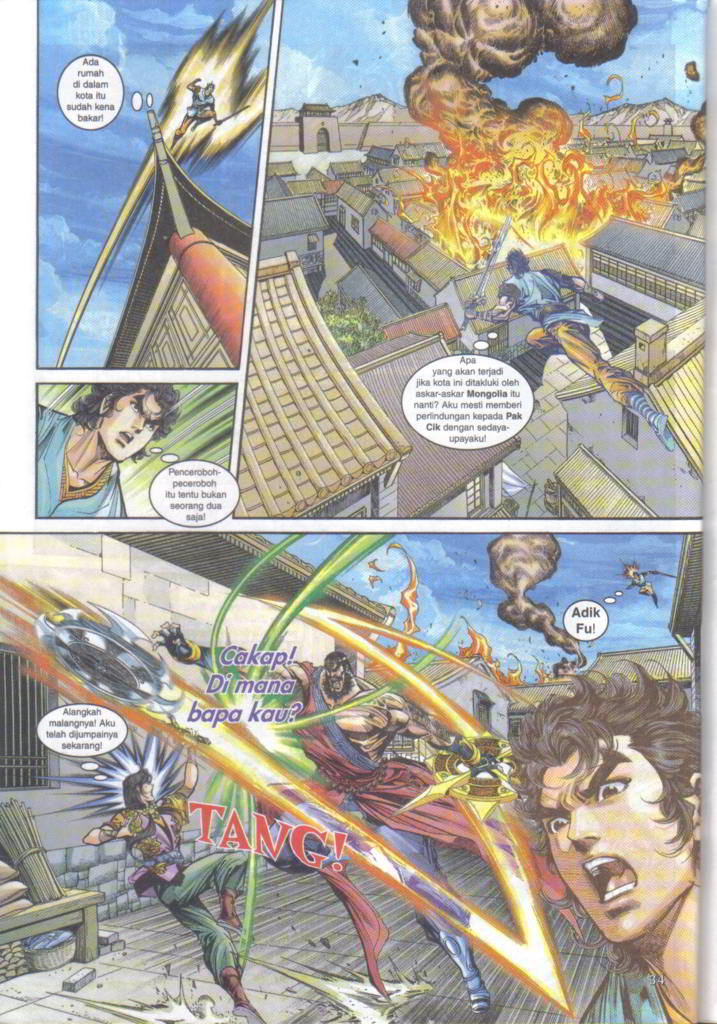 Ada
rumah
di dalam
kota itu
sudah kena
bakar!
Apa
yang akan terjadi
jika kota ini ditakluki oleh
askar-askar Mongolia itu
nanti? Aku mesti memberi
perlindungan kepada Pak
Cik dengan sedaya-
upayaku!
Penceroboh-
peceroboh
itu tentu bukan
seorang dua
saja!
Adik
Fu!
Cakap!
Di mana
bapa kau?
Alangkah
malangnya! Aku
telah dijumpainya
sekarang!
TANG!
34